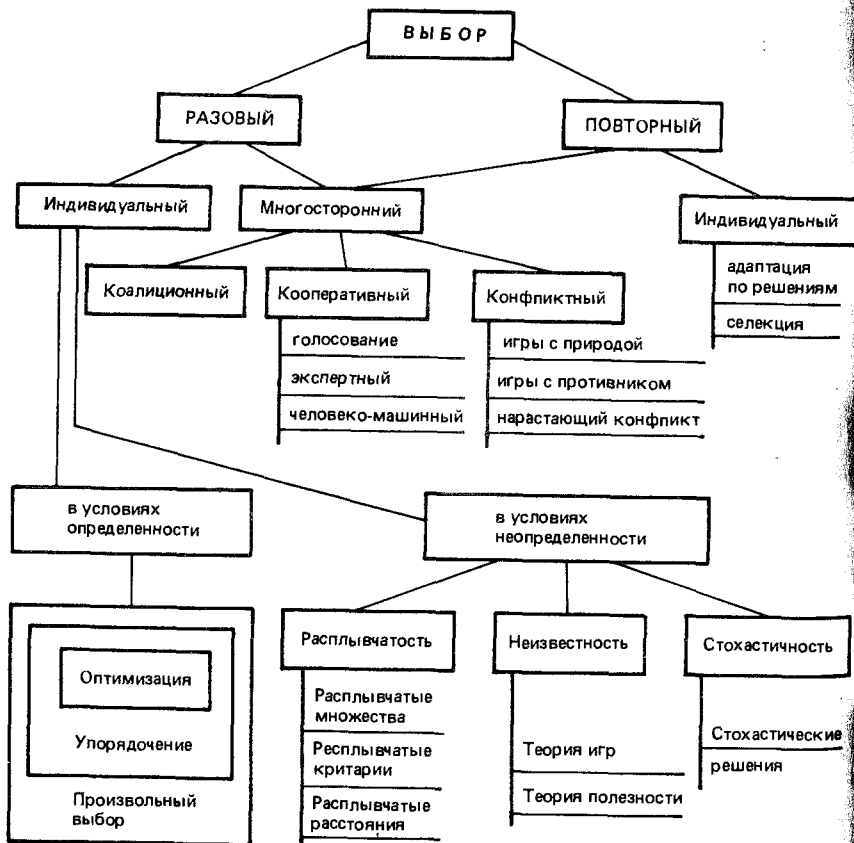 ВЫБОР
РАЗОВЫЙ
ПОВТОРНЫЙ
Индивидуальный
Многосторонний
Индивидуальный
адаптация
по решениям
селекция
Коалиционный
Кооперативный
Конфликтный
голосование
экспертный
человеко-машинный
игры с природой
игры с противником
нарастающий конфликт
в условиях
определенности
в условиях
неопределенности
Оптимизация
Упорядочение
Произвольный
выбор
Расплывчатость
Неизвестность
Стохастичность
Расплывчатые
множества
Респлывчатые
критарии
Расплывчатые
расстояния
Теория игр
Теория полезности
Стохастические
решения